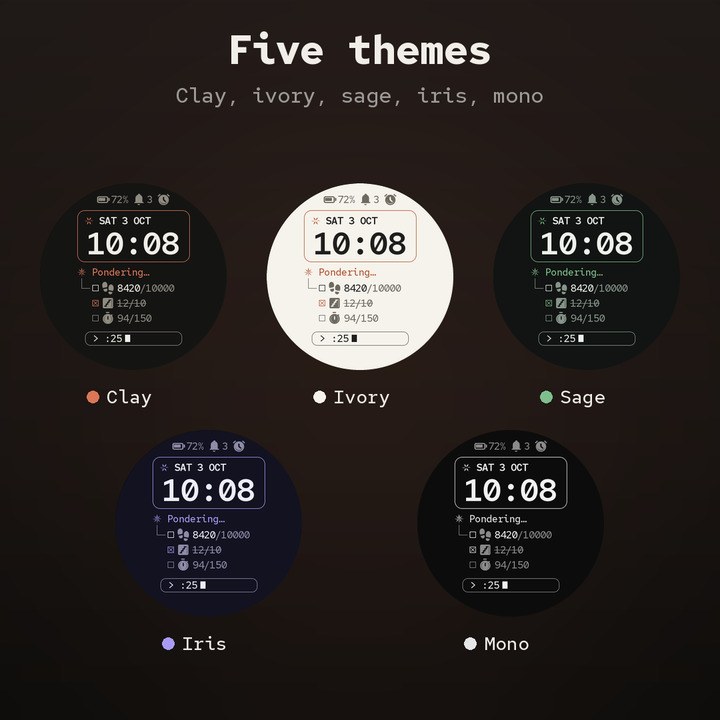 Five themes
Clay, ivory, sage, iris, mono
72% 3
SAT 3 OCT
10:08
Pondering…
8420/10000
12/10
94/150
> :25
Clay
72% 3
SAT 3 OCT
10:08
Pondering…
8420/10000
12/10
94/150
> :25
Ivory
72% 3
SAT 3 OCT
10:08
Pondering…
8420/10000
12/10
94/150
> :25
Sage
72% 3
SAT 3 OCT
10:08
Pondering…
8420/10000
12/10
94/150
> :25
Iris
72% 3
SAT 3 OCT
10:08
Pondering…
8420/10000
12/10
94/150
> :25
Mono